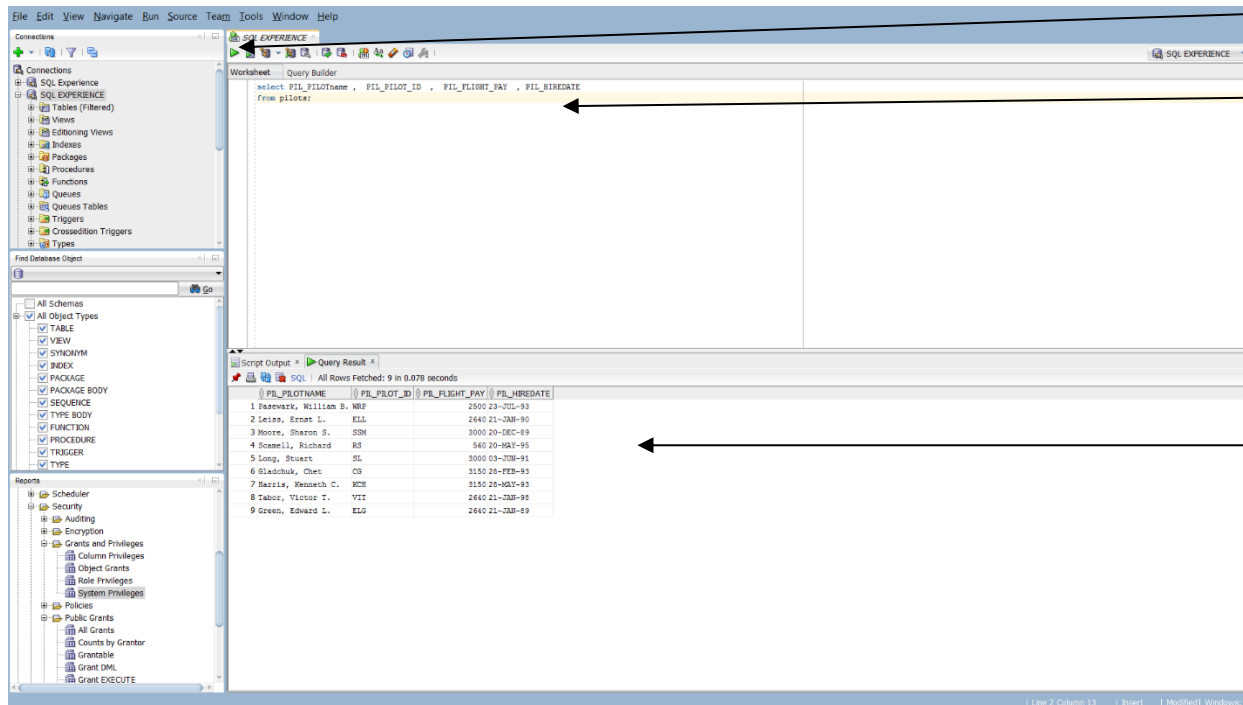 File Edit View Navigate Run Source Team Tools Window Help
Connections
Connections
SQL Experience
SQL EXPERIENCE
Tables (Filtered)
Views
Editioning Views
Indexes
Packages
Procedures
Functions
Queues
Queues Tables
Triggers
Crossedition Triggers
Types
Find Database Object
Go
All Schemas
All Object Types
TABLE
VIEW
SYNONYM
INDEX
PACKAGE
PACKAGE BODY
SEQUENCE
TYPE BODY
FUNCTION
PROCEDURE
TRIGGER
TYPE
Reports
Scheduler
Security
Auditing
Encryption
Grants and Privileges
Column Privileges
Object Grants
Role Privileges
System Privileges
Policies
Public Grants
All Grants
Counts by Grantor
Grantable
Grant DML
Grant EXECUTE
SQL EXPERIENCE
SQL EXPERIENCE
Worksheet Query Builder
select PIL_PILOTname , PIL_PILOT_ID , PIL_FLIGHT_PAY , PIL_HIREDATE
from pilots;
Script Output Query Result
SQL All Rows Fetched: 9 in 0.078 seconds
PIL_PILOTNAME PIL_PILOT_ID PIL_FLIGHT_PAY PIL_HIREDATE
1 Pasewark, William B. WRP 2500 23-JUL-93
2 Leiss, Ernst L. ELL 2640 21-JAN-90
3 Moore, Sharon S. SSM 3000 20-DEC-89
4 Scamell, Richard RS 560 20-MAY-95
5 Long, Stuart SL 3000 03-JUN-91
6 Gladchuk, Chet CG 3150 28-FEB-93
7 Harris, Kenneth C. KCH 3150 28-MAY-93
8 Tabor, Victor T. VIT 2640 21-JAN-98
9 Green, Edward L. ELG 2640 21-JAN-89
Line 2 Column 13 Insert Modified Windows: